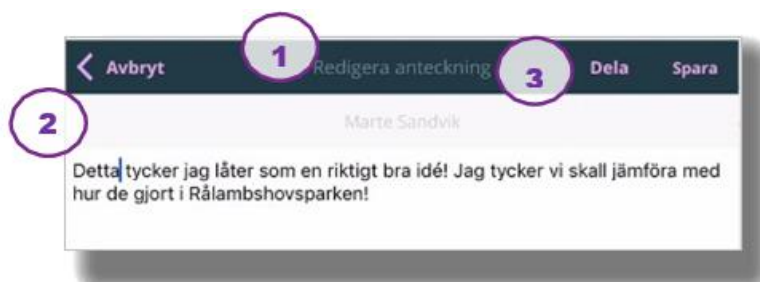 1
Avbryt Redigera anteckning 3 Dela Spara
2
Marte Sandvik
Detta tycker jag låter som en riktigt bra idé! Jag tycker vi skall jämföra med
hur de gjort i Rålambshovsparken!